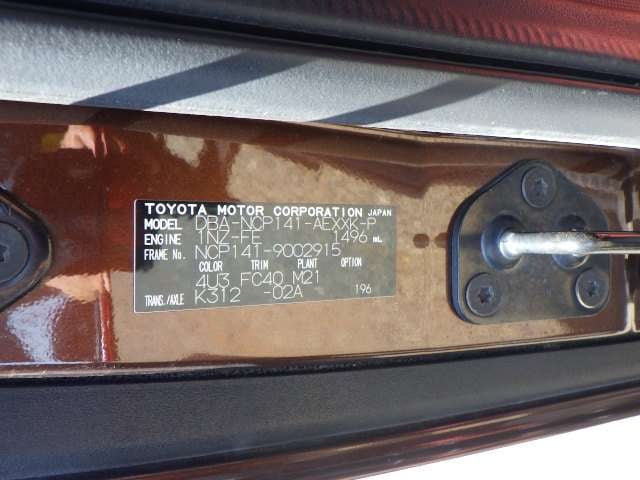 TOYOTA MOTOR CORPORATION JAPAN
MODEL DBA-NCP141-AEXXK-P
ENGINE 1NZ-FE 1496 mL
FRAME No. NCP141-9002915
COLOR TRIM PLANT OPTION
4U3 FC40 M21
TRANS./AXLE K312 -02A 196